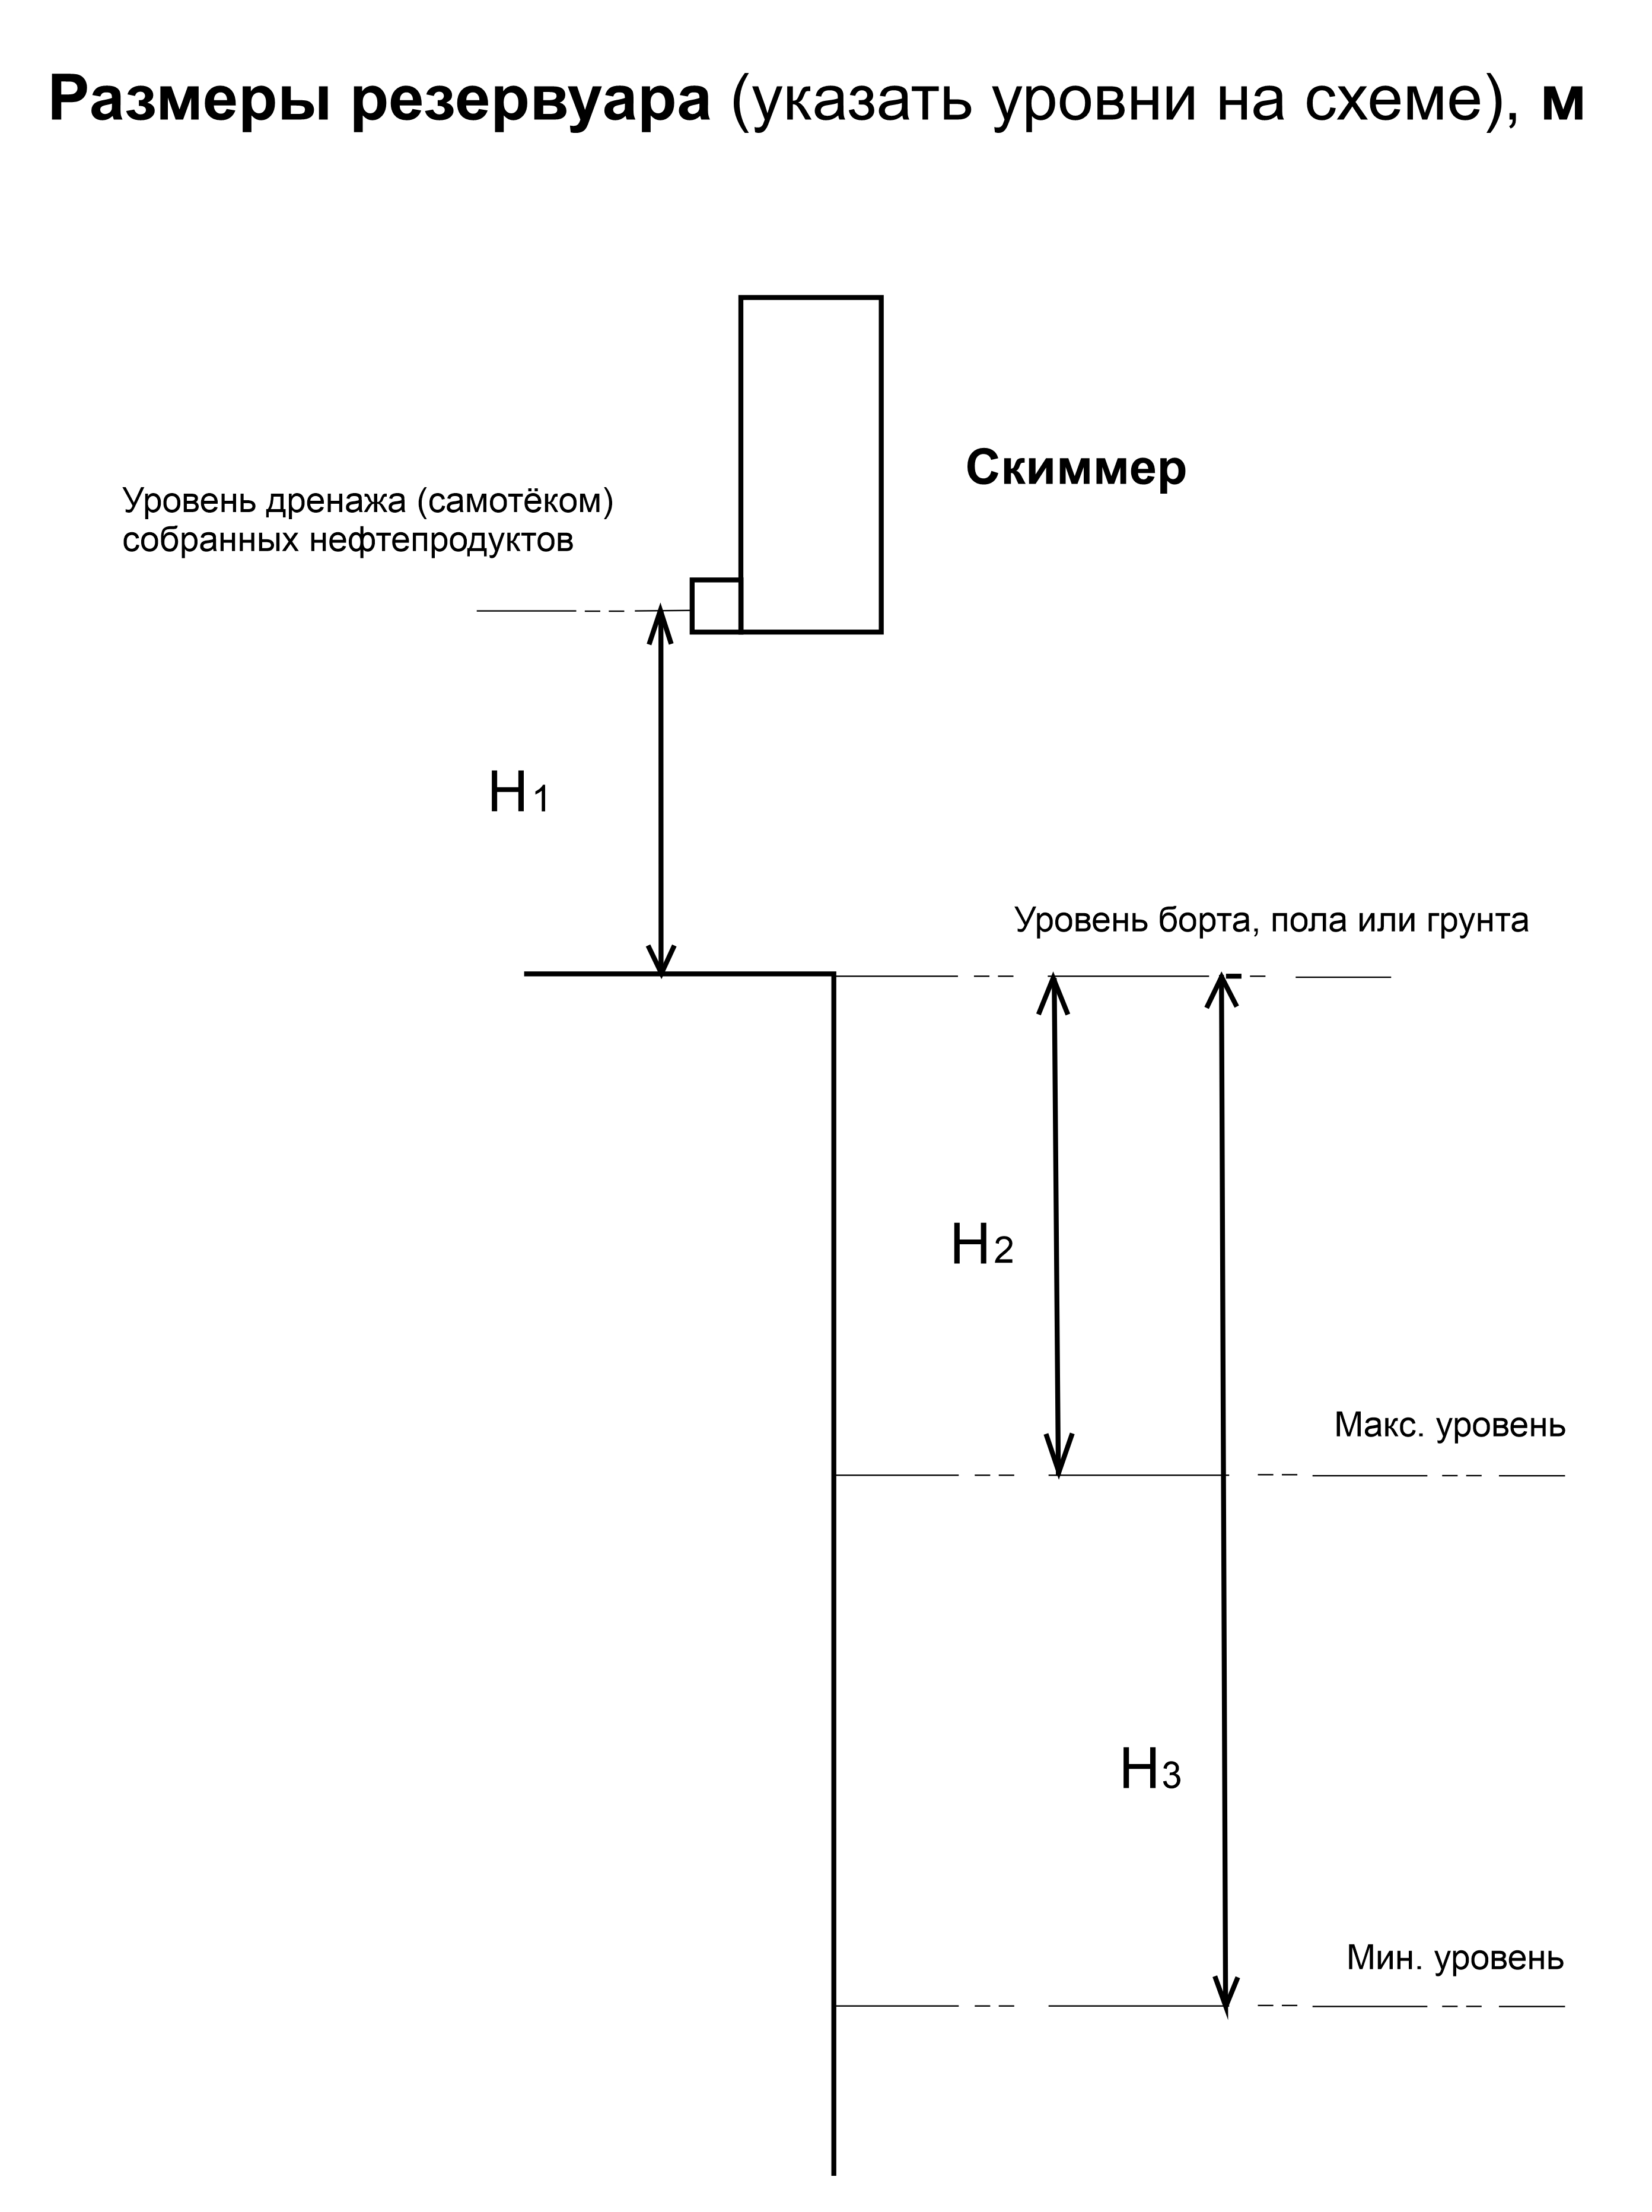 Размеры резервуара (указать уровни на схеме), м
Скиммер
Уровень дренажа (самотёком)
собранных нефтепродуктов
H1
Уровень борта, пола или грунта
H2
Макс. уровень
H3
Мин. уровень